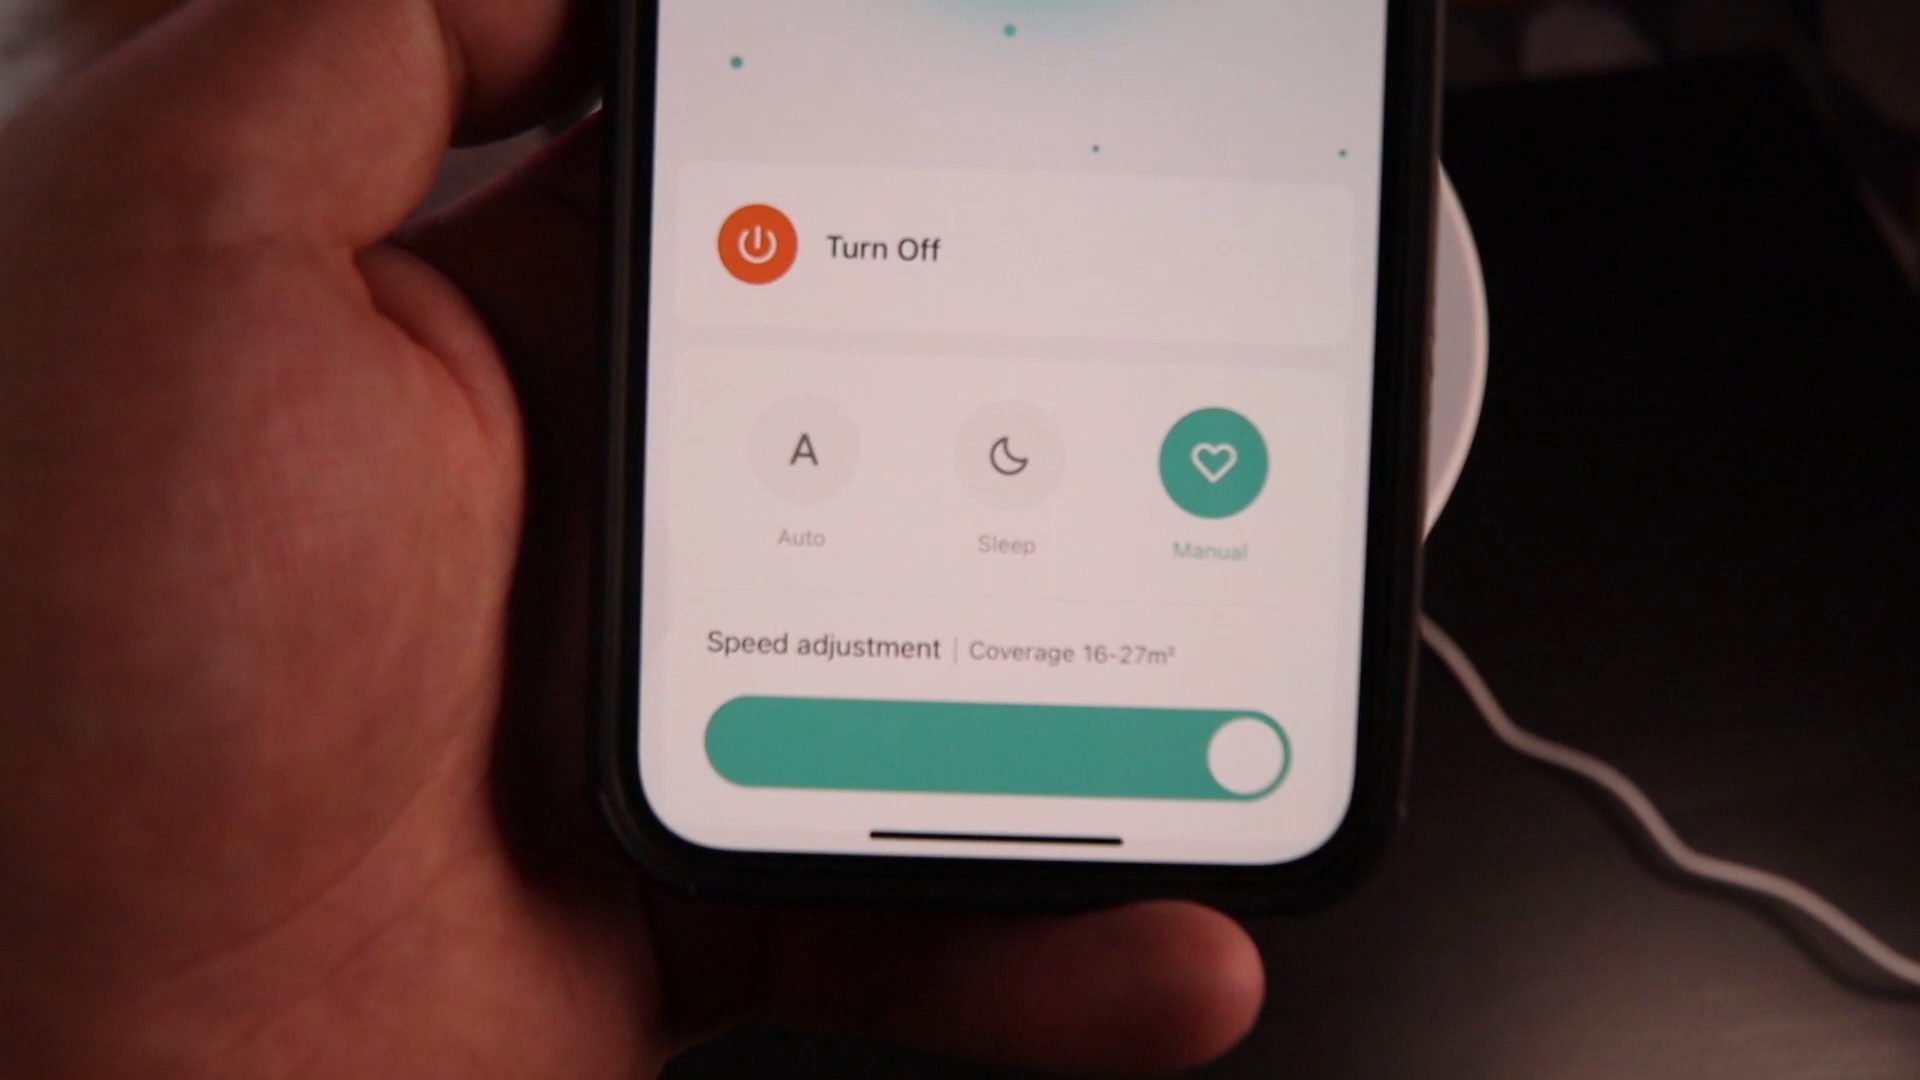 Turn Off
A
Auto
Sleep
Manual
Speed adjustment | Coverage 16-27m²